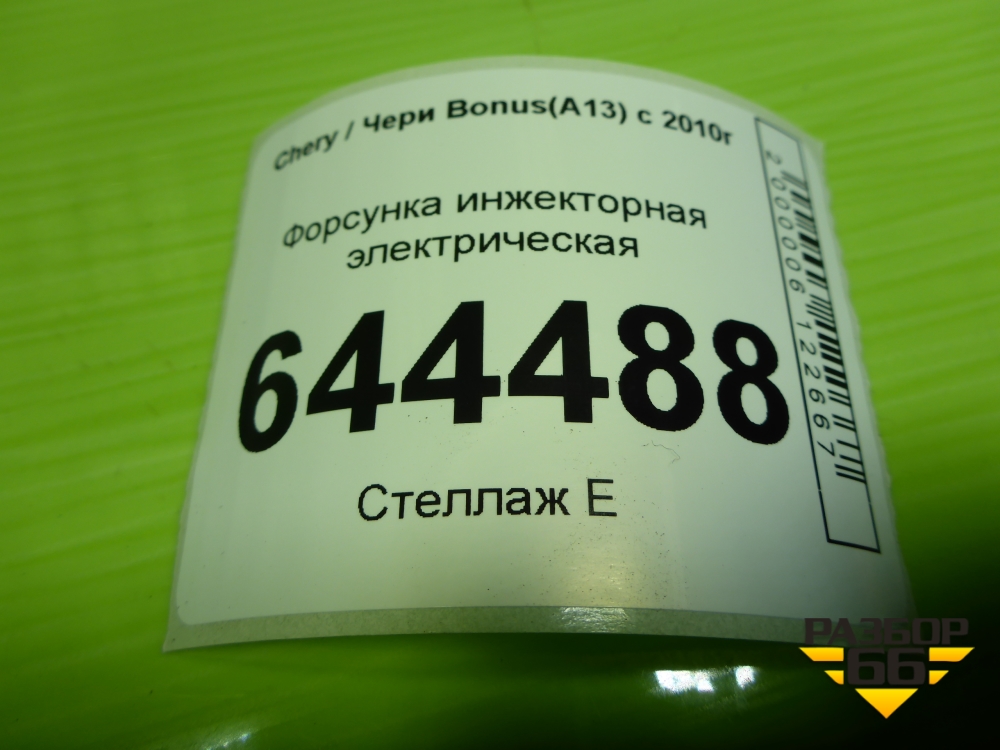 Chery / Чери Bonus(A13) с 2010г
Форсунка инжекторная
электрическая
644488
Стеллаж Е
2000006122667
РАЗБОР
66